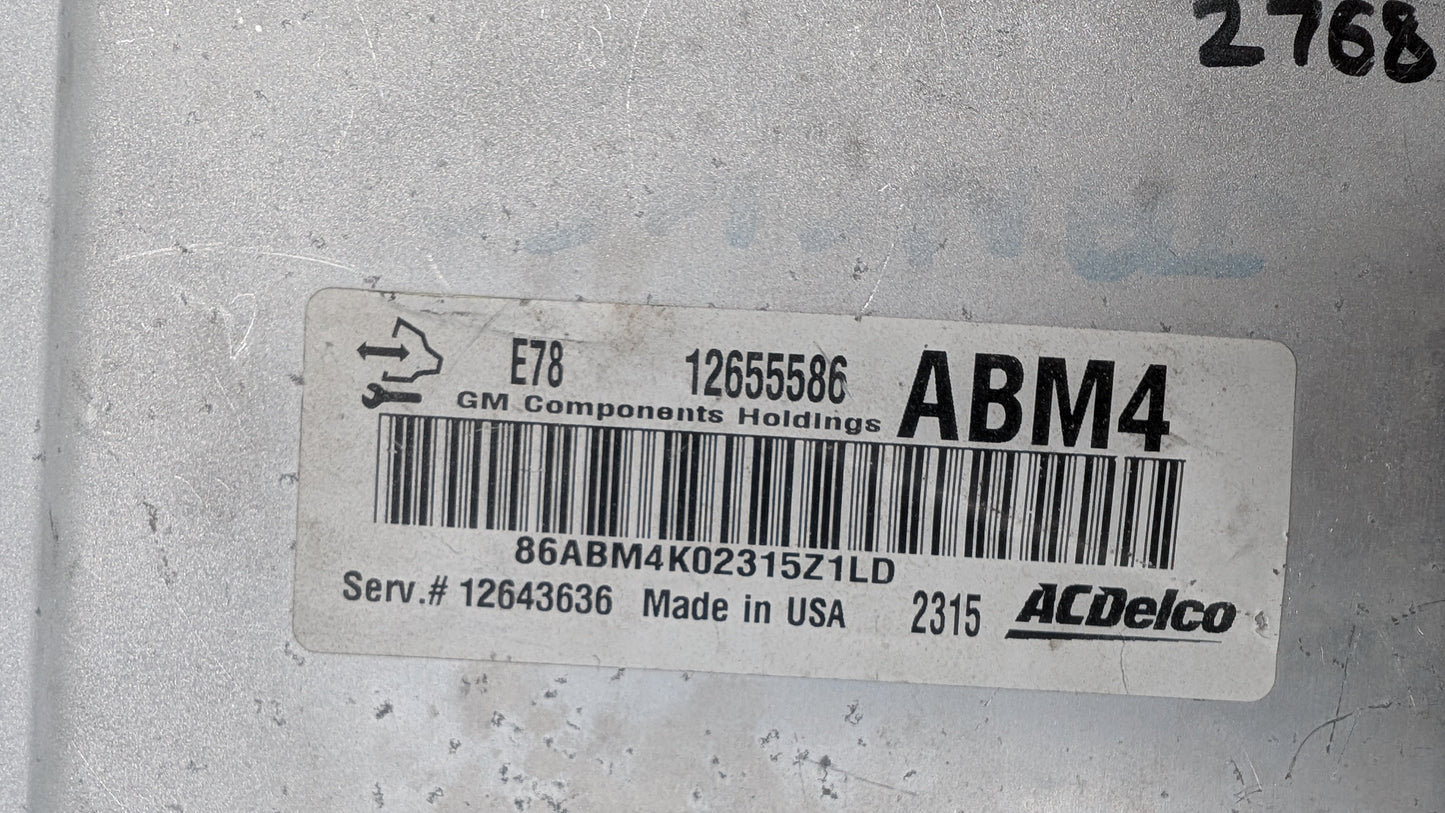 2768
E78 12655586 ABM4
GM Components Holdings
86ABM4K02315Z1LD
Serv.# 12643636 Made in USA 2315 ACDelco